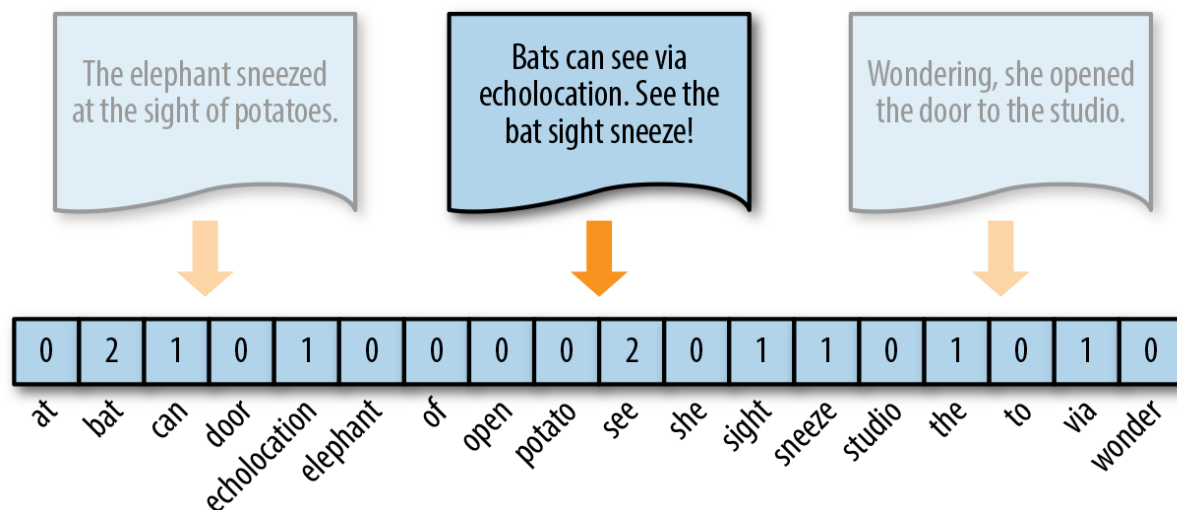 The elephant sneezed
at the sight of potatoes.
Bats can see via
echolocation. See the
bat sight sneeze!
Wondering, she opened
the door to the studio.
0 2 1 0 1 0 0 0 0 2 0 1 1 0 1 0 1 0
at bat can door echolocation elephant of open potato see she sight sneeze studio the to via wonder